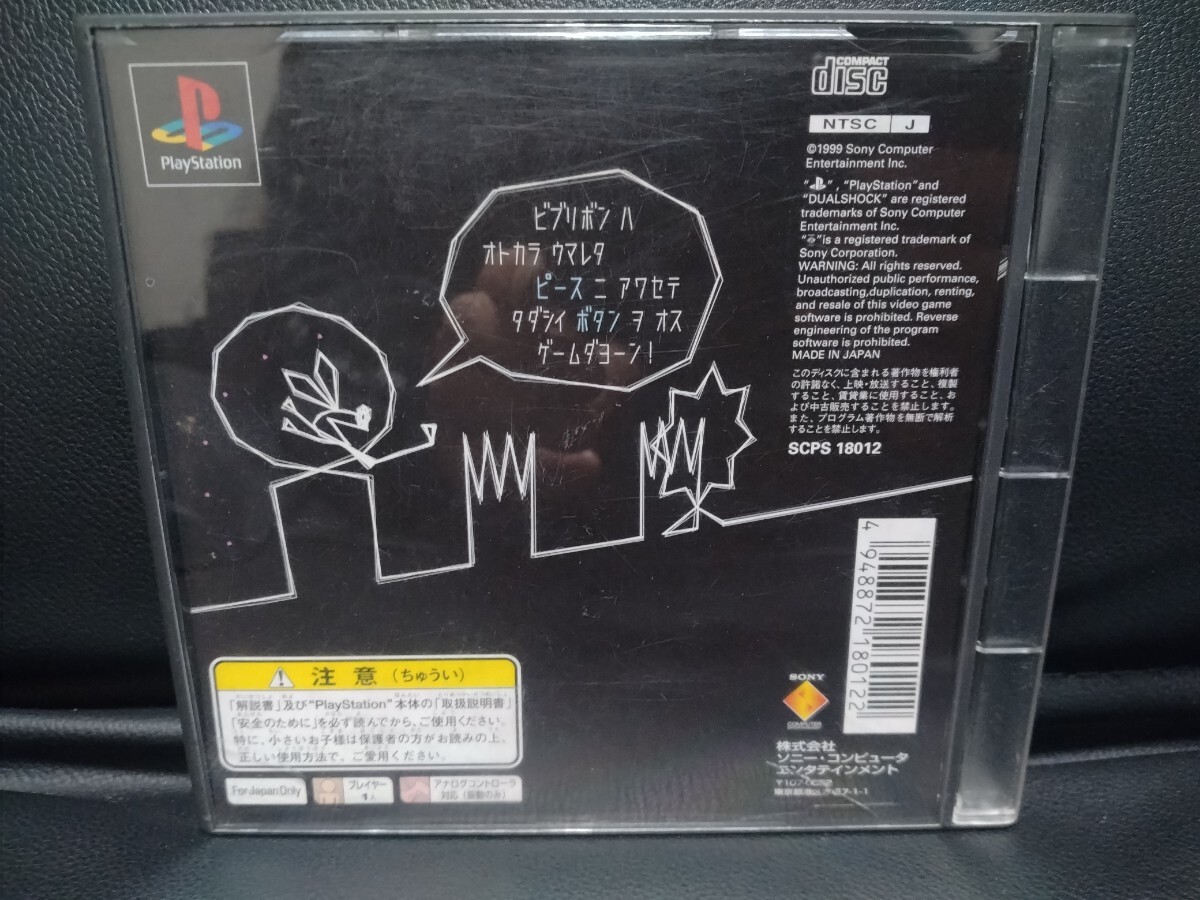 PlayStation
ビブリボン ハ
オトカラ ウマレタ
ピース ニ アワセテ
タダシイ ボタン ヲ オス
ゲームダヨーン!
COMPACT
disc
NTSC J
©1999 Sony Computer
Entertainment Inc.
" ", "PlayStation" and
"DUALSHOCK" are registered
trademarks of Sony Computer
Entertainment Inc.
" " is a registered trademark of
Sony Corporation.
WARNING: All rights reserved.
Unauthorized public performance,
broadcasting,duplication, renting,
and resale of this video game
software is prohibited. Reverse
engineering of the program
software is prohibited.
MADE IN JAPAN
このディスクに含まれる著作物を権利者
の許諾なく、上映・放送すること、複製
すること、賃貸業に使用すること、お
よび中古販売することを禁止します。
また、プログラム著作物を無断で解析
することを禁止します。
SCPS 18012
4 948872 180122
注意(ちゅうい)
「解説書」及び"PlayStation"本体の「取扱説明書」
「安全のために」を必ず読んでから、ご使用ください。
特に、小さいお子様は保護者の方がお読みの上、
正しい使用方法で、ご愛用ください。
For Japan Only
プレイヤー
1人
アナログコントローラ
対応(振動のみ)
SONY
COMPUTER
株式会社
ソニー・コンピュータ
エンタテインメント